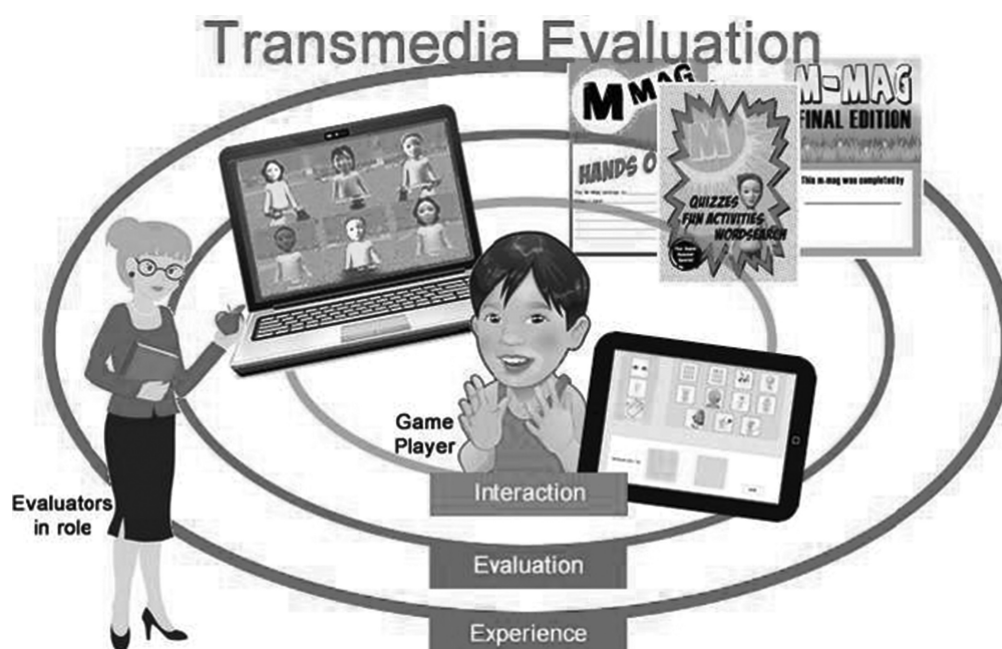 Transmedia Evaluation
M MAG
HANDS O
M-MAG
FINAL EDITION
This m-mag was completed by
M
QUIZZES
FUN ACTIVITIES
WORDSEARCH
Game
Player
Evaluators
in role
Interaction
Evaluation
Experience